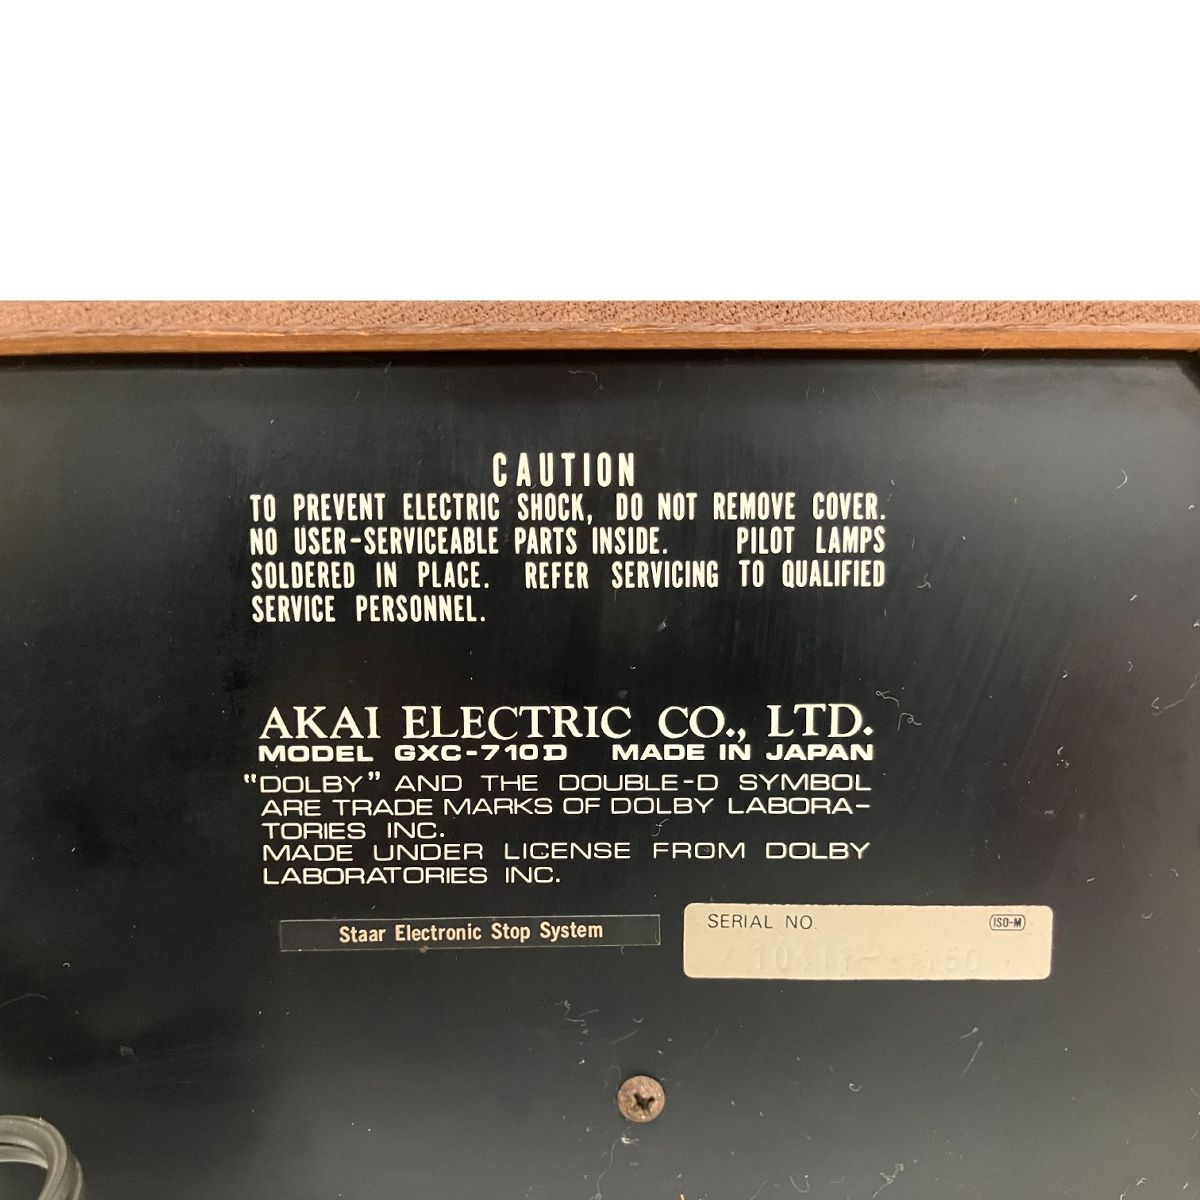 CAUTION
TO PREVENT ELECTRIC SHOCK, DO NOT REMOVE COVER.
NO USER-SERVICEABLE PARTS INSIDE. PILOT LAMPS
SOLDERED IN PLACE. REFER SERVICING TO QUALIFIED
SERVICE PERSONNEL.
AKAI ELECTRIC CO., LTD.
MODEL GXC-710D MADE IN JAPAN
"DOLBY" AND THE DOUBLE-D SYMBOL
ARE TRADE MARKS OF DOLBY LABORA-
TORIES INC.
MADE UNDER LICENSE FROM DOLBY
LABORATORIES INC.
Staar Electronic Stop System
SERIAL NO. ISO-M